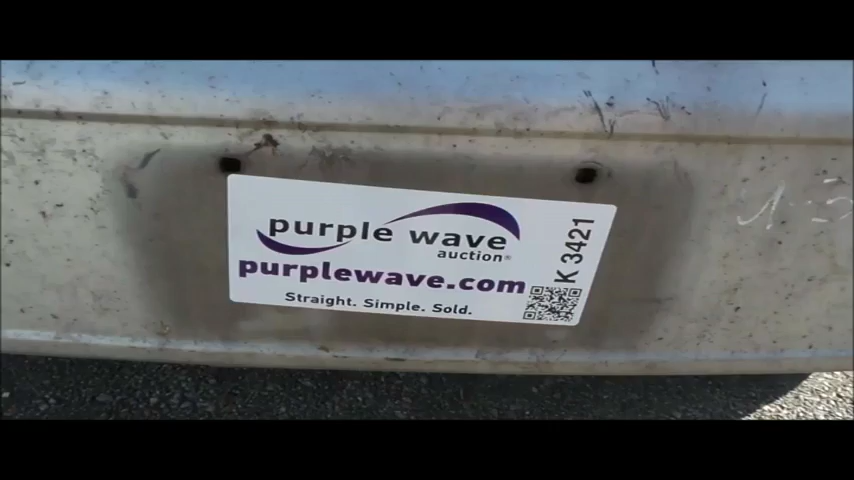 purple wave
auction®
purplewave.com
Straight. Simple. Sold.
K 3421